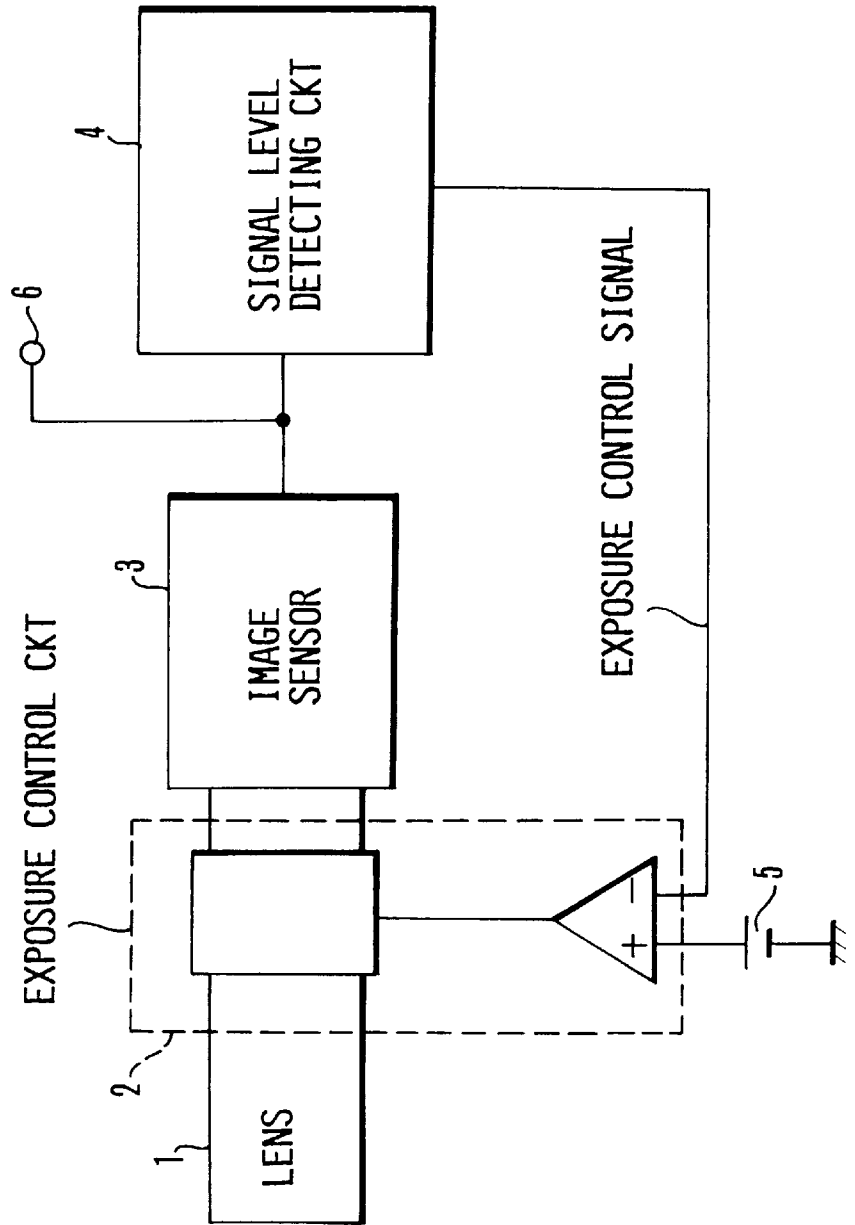 EXPOSURE CONTROL CKT
1
LENS
2
3
IMAGE
SENSOR
6
4
SIGNAL LEVEL
DETECTING CKT
+
−
5
EXPOSURE CONTROL SIGNAL